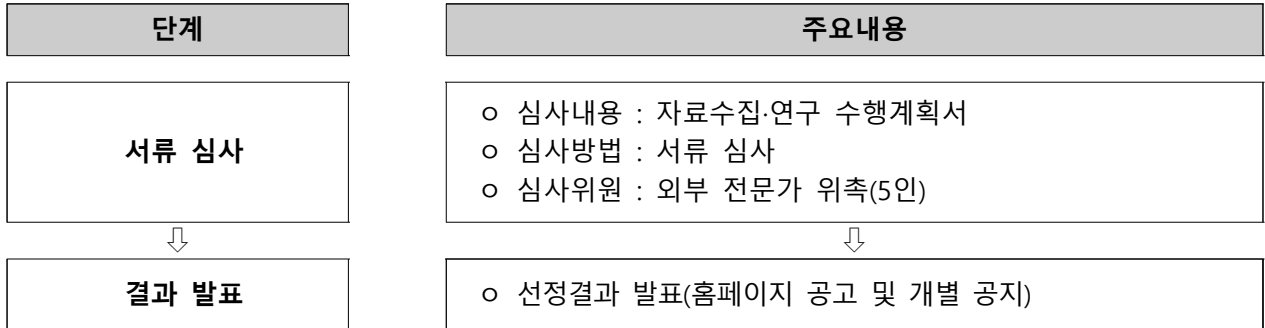 단계
주요내용
서류 심사
ㅇ 심사내용 : 자료수집·연구 수행계획서
ㅇ 심사방법 : 서류 심사
ㅇ 심사위원 : 외부 전문가 위촉(5인)
⇩
⇩
결과 발표
ㅇ 선정결과 발표(홈페이지 공고 및 개별 공지)